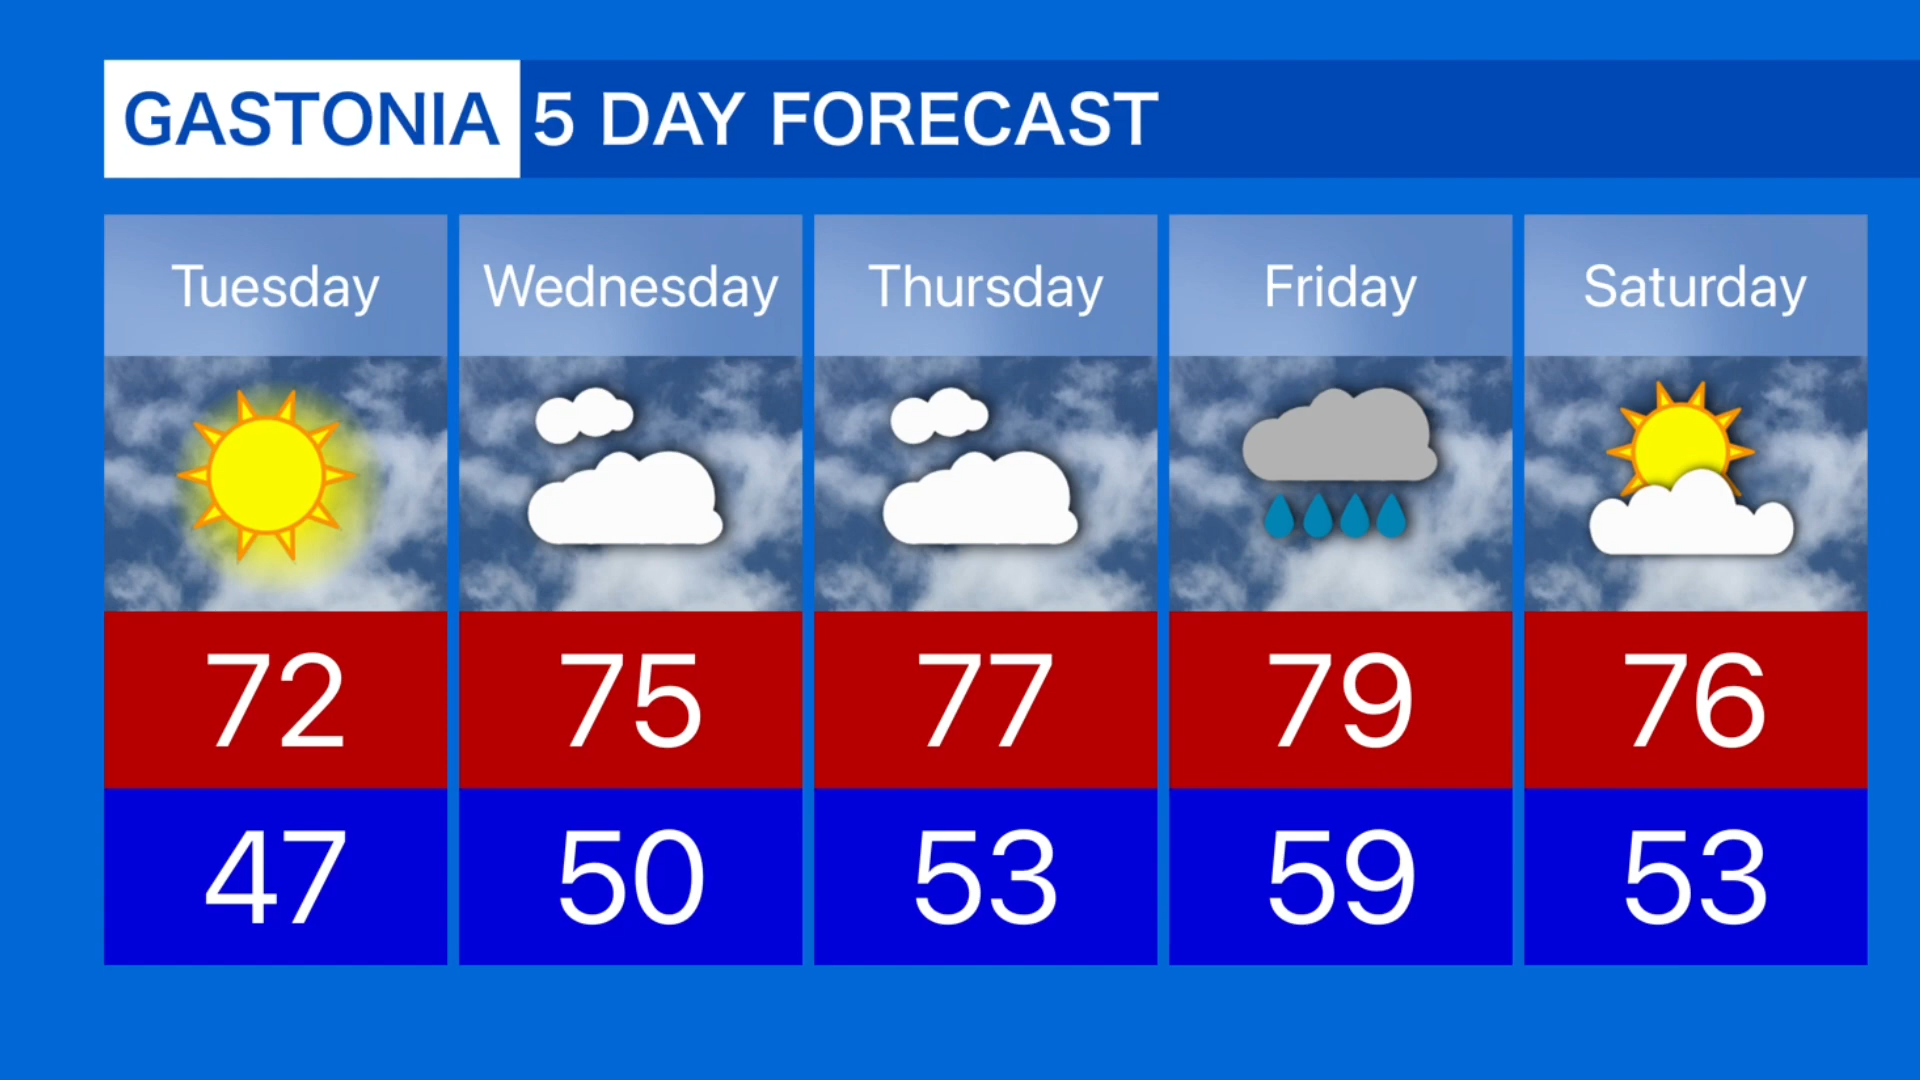 GASTONIA 5 DAY FORECAST
Tuesday Wednesday Thursday Friday Saturday
72 75 77 79 76
47 50 53 59 53